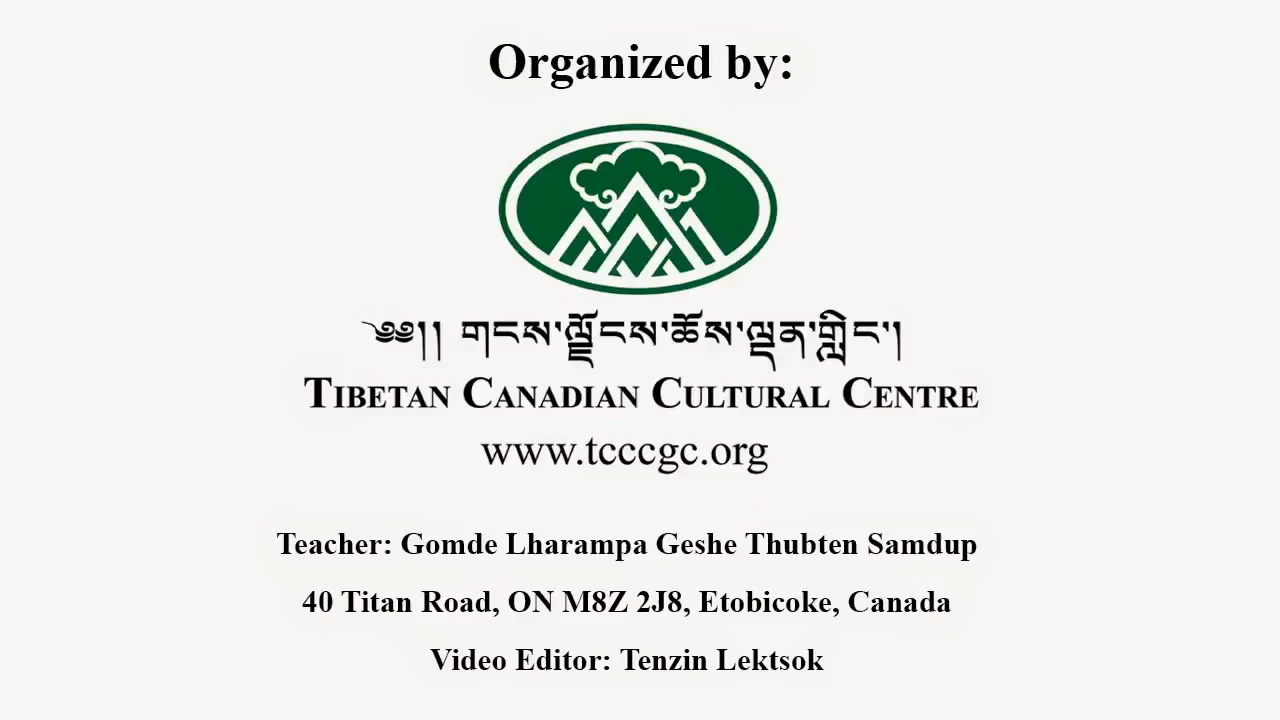 Organized by:
༄༅།། གངས་ལྗོངས་ཆོས་ལྡན་གླིང་།
TIBETAN CANADIAN CULTURAL CENTRE
www.tcccgc.org
Teacher: Gomde Lharampa Geshe Thubten Samdup
40 Titan Road, ON M8Z 2J8, Etobicoke, Canada
Video Editor: Tenzin Lektsok